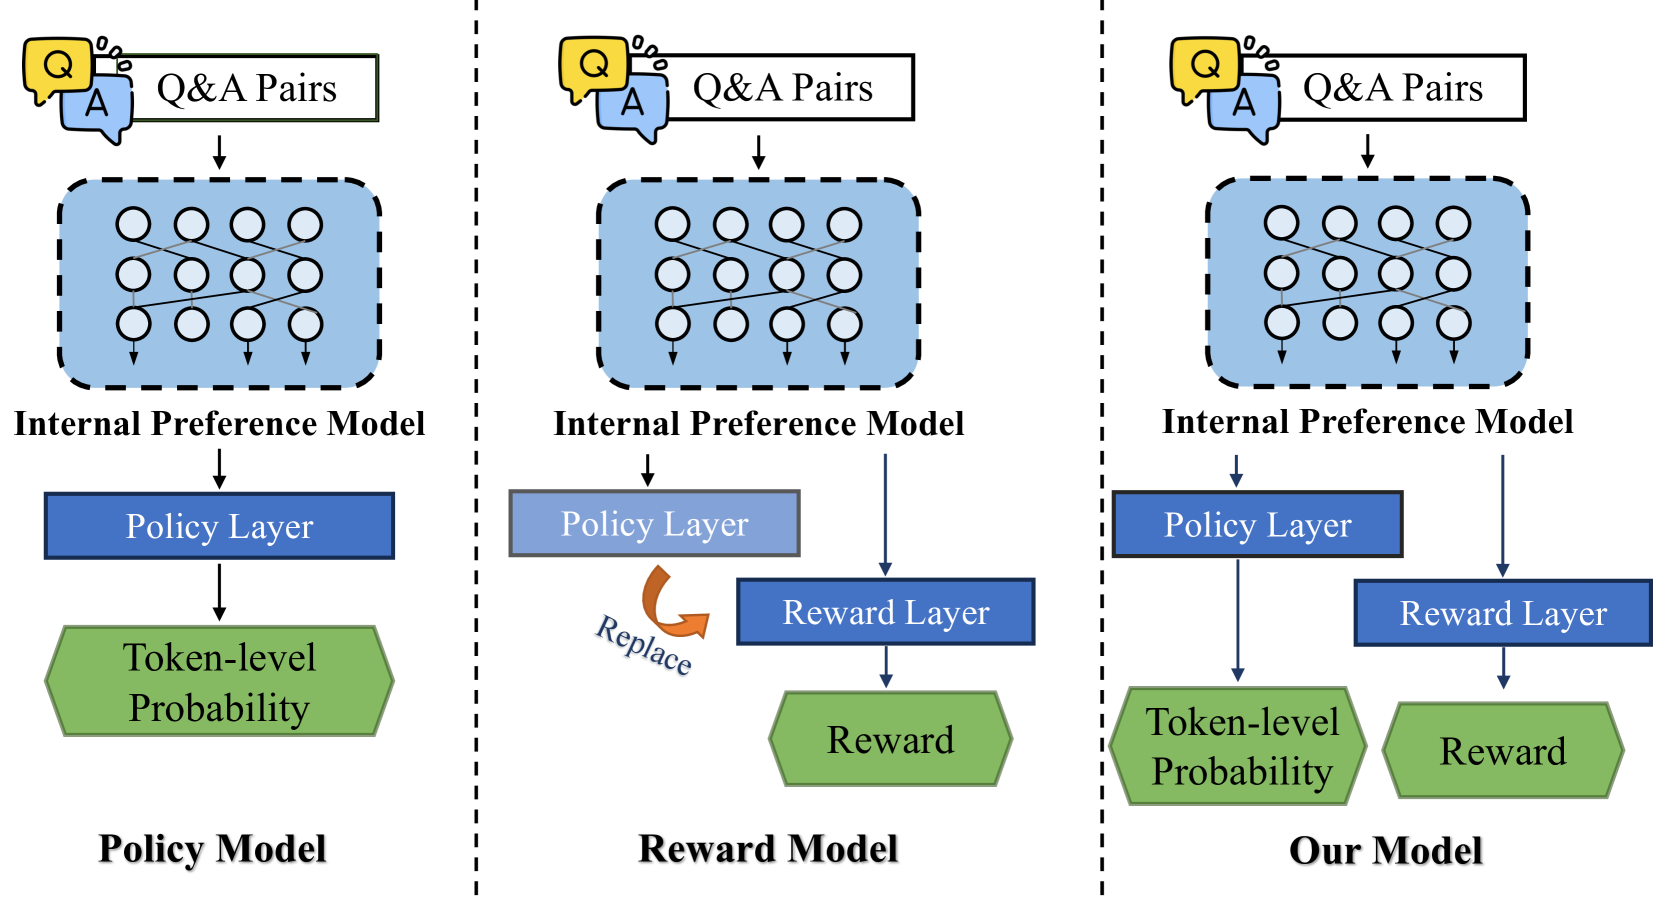 Q
A
Q&A Pairs
Internal Preference Model
Policy Layer
Token-level
Probability
Policy Model
Q
A
Q&A Pairs
Internal Preference Model
Policy Layer
Replace
Reward Layer
Reward
Reward Model
Q
A
Q&A Pairs
Internal Preference Model
Policy Layer
Reward Layer
Token-level
Probability
Reward
Our Model